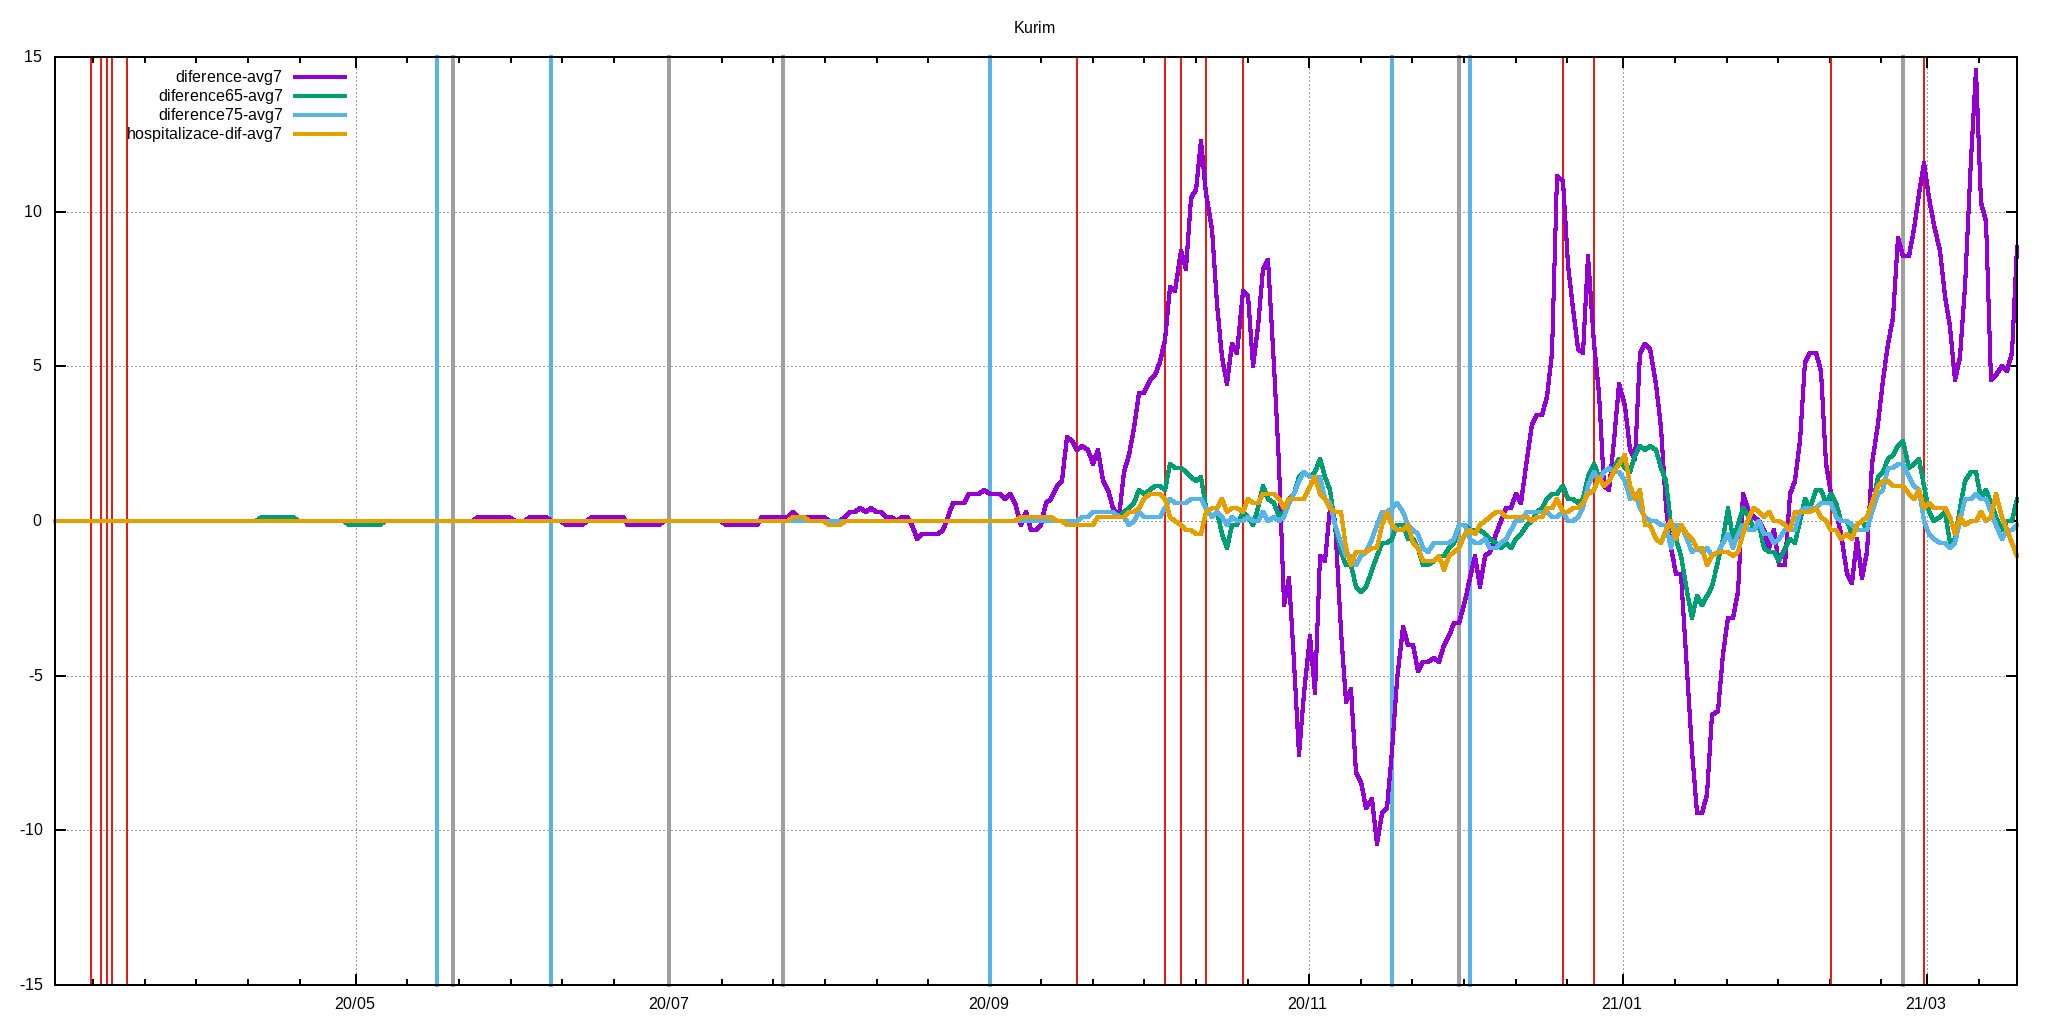 Kurim
15
diference-avg7
diference65-avg7
diference75-avg7
hospitalizace-dif-avg7
10
5
0
-5
-10
-15
20/05
20/07
20/09
20/11
21/01
21/03